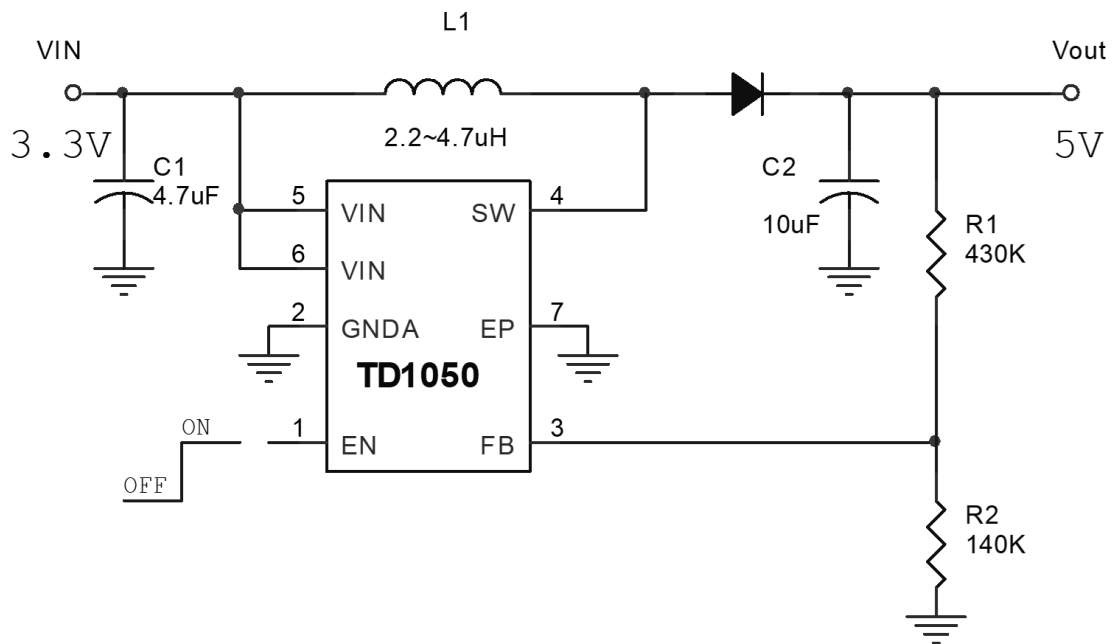 L1
VIN
Vout
3.3V
2.2~4.7uH
5V
C1
4.7uF
C2
10uF
5
VIN
SW
4
R1
430K
6
VIN
2
GNDA
EP
7
TD1050
ON
1
EN
FB
3
OFF
R2
140K